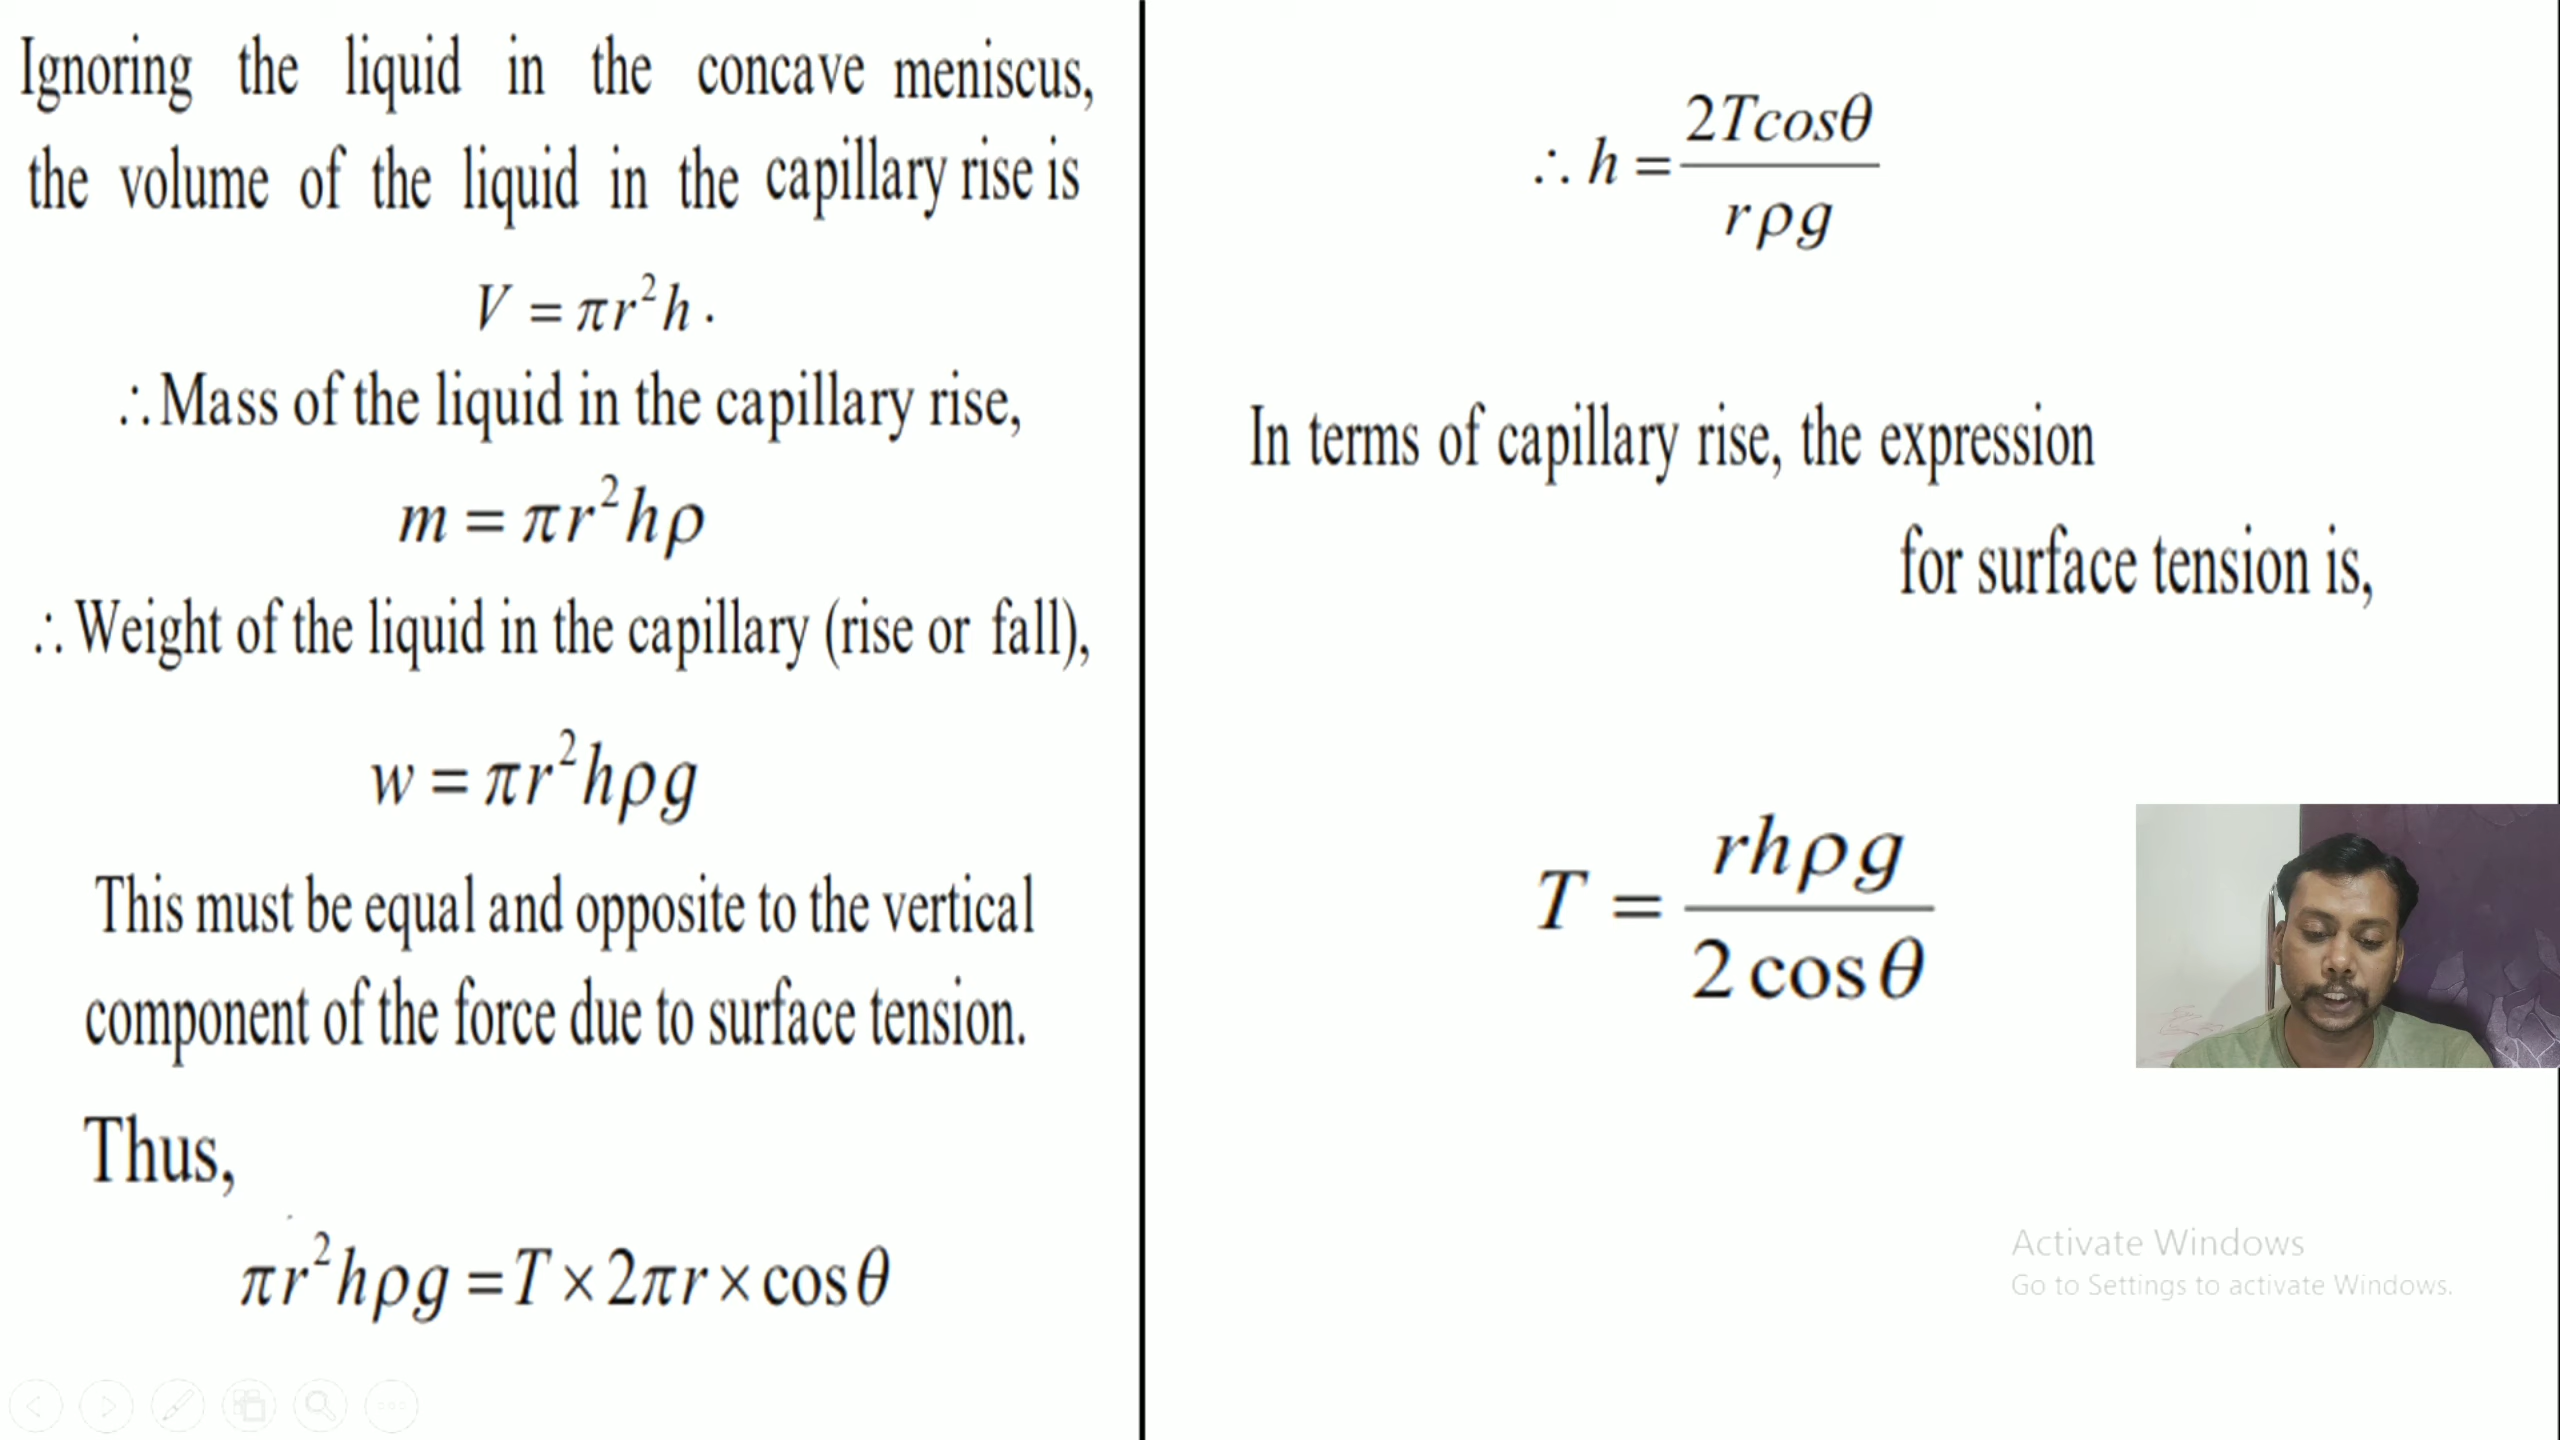 Ignoring the liquid in the concave meniscus,
the volume of the liquid in the capillary rise is
V = πr²h .
∴ Mass of the liquid in the capillary rise,
m = πr²hρ
∴ Weight of the liquid in the capillary (rise or fall),
w = πr²hρg
This must be equal and opposite to the vertical
component of the force due to surface tension.
Thus,
πr²hρg = T × 2πr × cosθ
∴ h = 2Tcosθ / rρg
In terms of capillary rise, the expression
for surface tension is,
T = rhρg / 2 cosθ
Activate Windows
Go to Settings to activate Windows.